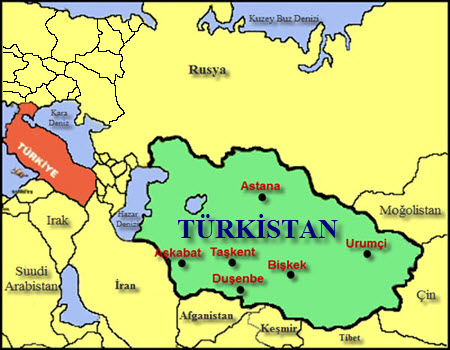 Kuzey Buz Denizi
Rusya
Kara
Deniz
TÜRKİYE
Astana
Moğolistan
Hazar
Denizi
TÜRKİSTAN
Irak
Urumçi
Aşkabat
Taşkent
Bişkek
Suudi
Arabistan
İran
Duşenbe
Çin
Afganistan
Keşmir
Tibet